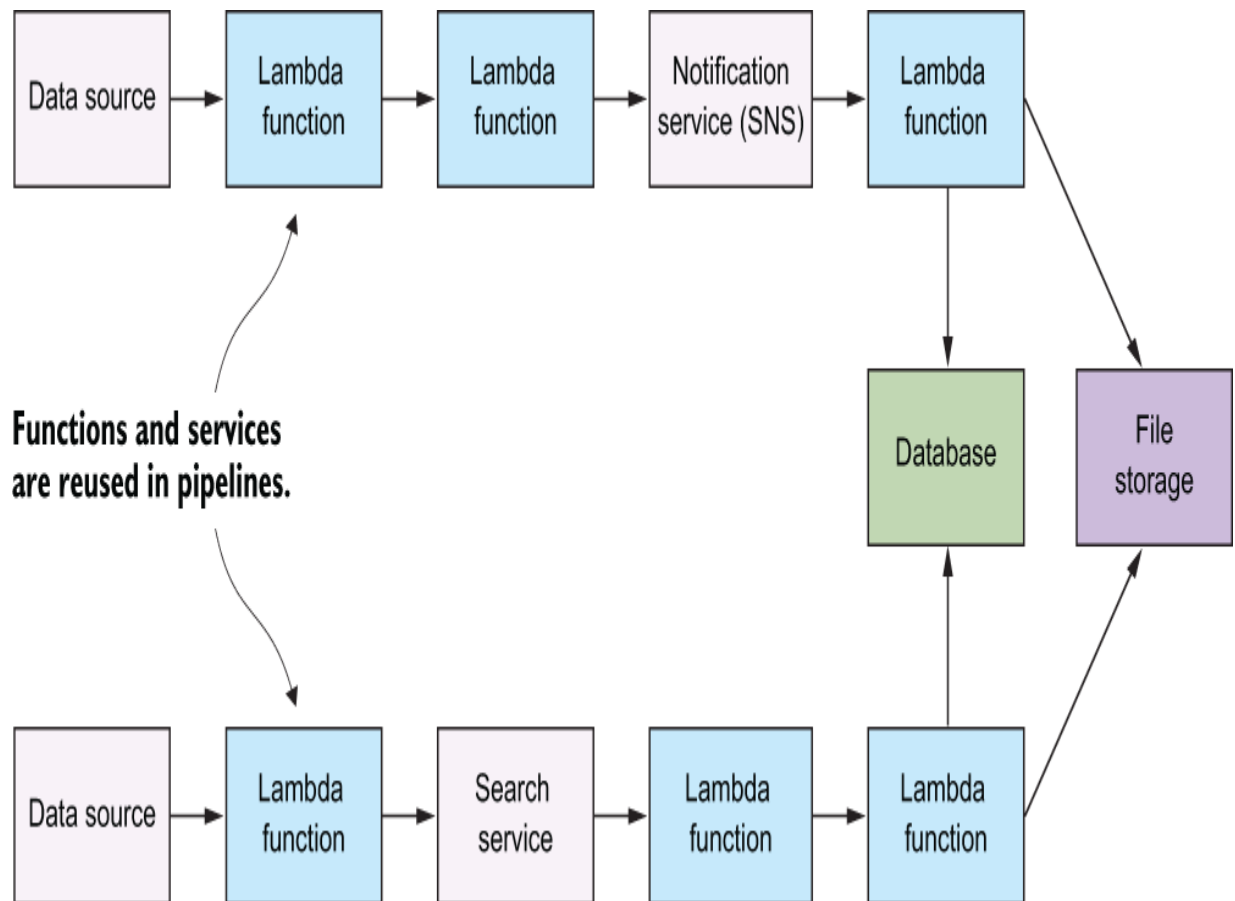 Data source
Lambda
function
Lambda
function
Notification
service (SNS)
Lambda
function
Functions and services
are reused in pipelines.
Database
File
storage
Data source
Lambda
function
Search
service
Lambda
function
Lambda
function